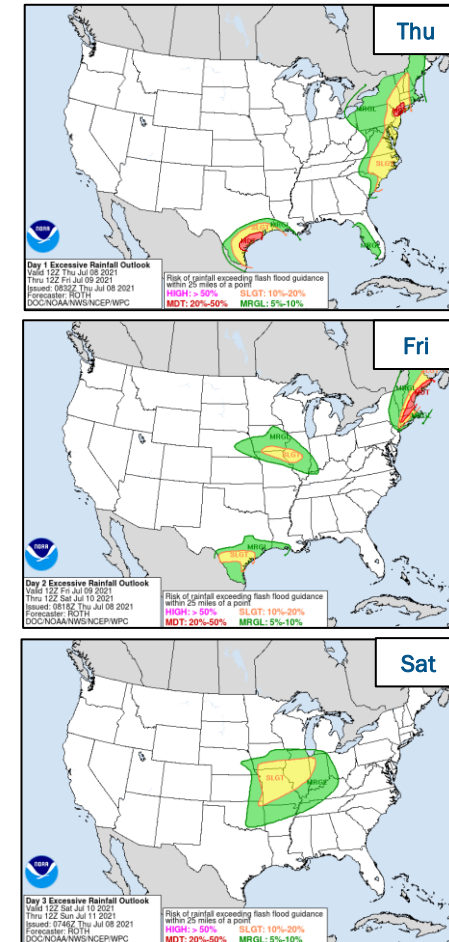 Thu
MRGL
MDT
SLGT
SLGT
MRGL
MDT
MRGL
NOAA
Day 1 Excessive Rainfall Outlook
Valid 12Z Thu Jul 08 2021
Thru 12Z Fri Jul 09 2021
Issued: 0832Z Thu Jul 08 2021
Forecaster: ROTH
DOC/NOAA/NWS/NCEP/WPC
Risk of rainfall exceeding flash flood guidance
within 25 miles of a point
HIGH: > 50% SLGT: 10%-20%
MDT: 20%-50% MRGL: 5%-10%
Fri
MRGL
MDT
MRGL
MRGL
SLGT
MRGL
SLGT
NOAA
Day 2 Excessive Rainfall Outlook
Valid 12Z Fri Jul 09 2021
Thru 12Z Sat Jul 10 2021
Issued: 0818Z Thu Jul 08 2021
Forecaster: ROTH
DOC/NOAA/NWS/NCEP/WPC
Risk of rainfall exceeding flash flood guidance
within 25 miles of a point
HIGH: > 50% SLGT: 10%-20%
MDT: 20%-50% MRGL: 5%-10%
Sat
SLGT
MRGL
NOAA
Day 3 Excessive Rainfall Outlook
Valid 12Z Sat Jul 10 2021
Thru 12Z Sun Jul 11 2021
Issued: 0746Z Thu Jul 08 2021
Forecaster: ROTH
DOC/NOAA/NWS/NCEP/WPC
Risk of rainfall exceeding flash flood guidance
within 25 miles of a point
HIGH: > 50% SLGT: 10%-20%
MDT: 20%-50% MRGL: 5%-10%